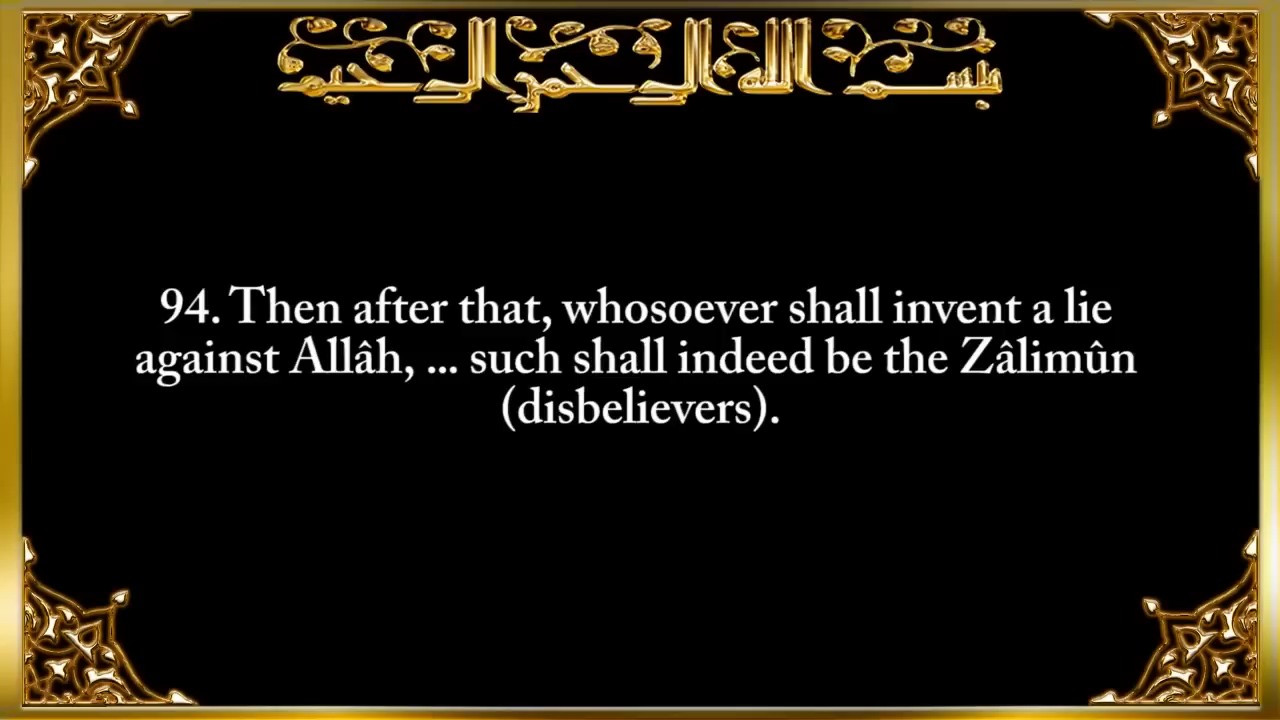 بسم الله الرحمن الرحيم
94. Then after that, whosoever shall invent a lie
against Allâh, ... such shall indeed be the Zâlimûn
(disbelievers).